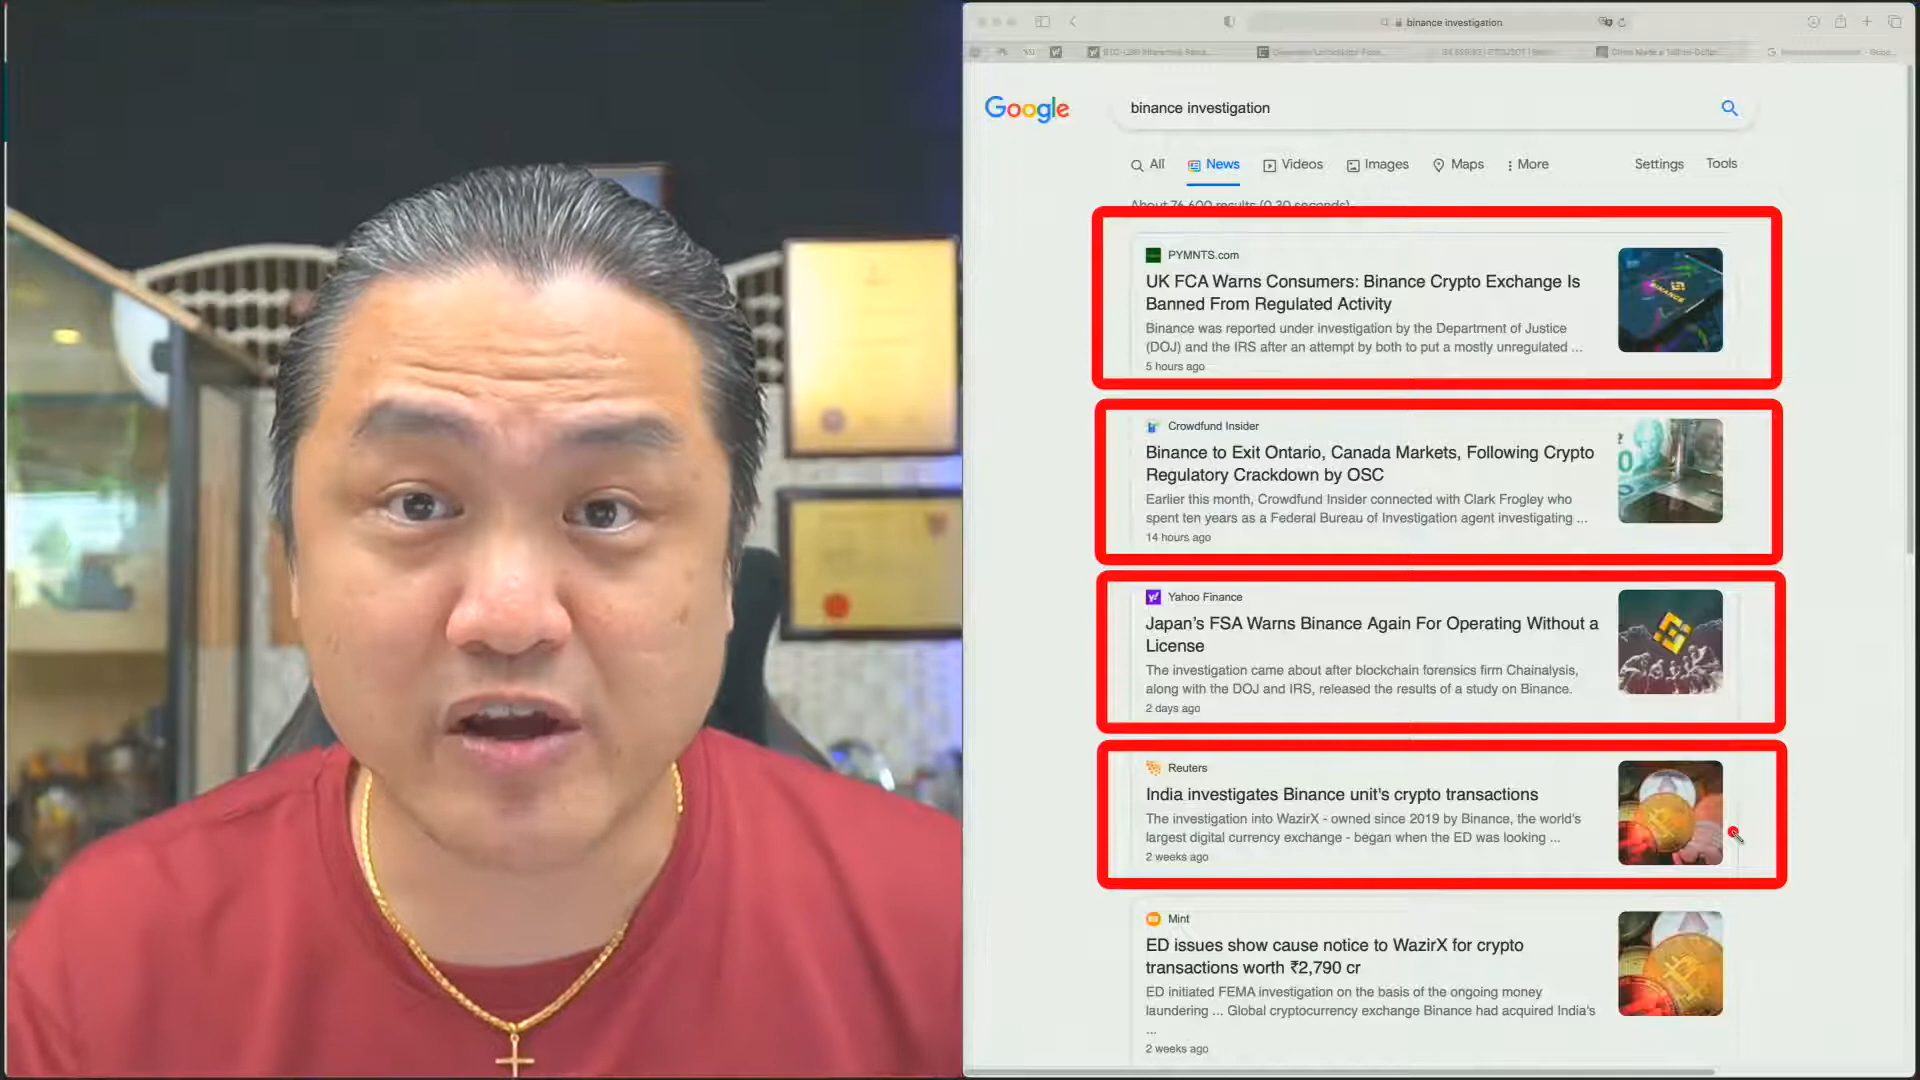 binance investigation
Google
binance investigation
All
News
Videos
Images
Maps
More
Settings
Tools
About 76,600 results (0.30 seconds)
PYMNTS.com
UK FCA Warns Consumers: Binance Crypto Exchange Is
Banned From Regulated Activity
Binance was reported under investigation by the Department of Justice
(DOJ) and the IRS after an attempt by both to put a mostly unregulated ...
5 hours ago
BINANCE
Crowdfund Insider
Binance to Exit Ontario, Canada Markets, Following Crypto
Regulatory Crackdown by OSC
Earlier this month, Crowdfund Insider connected with Clark Frogley who
spent ten years as a Federal Bureau of Investigation agent investigating ...
14 hours ago
Yahoo Finance
Japan's FSA Warns Binance Again For Operating Without a
License
The investigation came about after blockchain forensics firm Chainalysis,
along with the DOJ and IRS, released the results of a study on Binance.
2 days ago
Reuters
India investigates Binance unit's crypto transactions
The investigation into WazirX - owned since 2019 by Binance, the world's
largest digital currency exchange - began when the ED was looking ...
2 weeks ago
Mint
ED issues show cause notice to WazirX for crypto
transactions worth ₹2,790 cr
ED initiated FEMA investigation on the basis of the ongoing money
laundering ... Global cryptocurrency exchange Binance had acquired India's
...
2 weeks ago